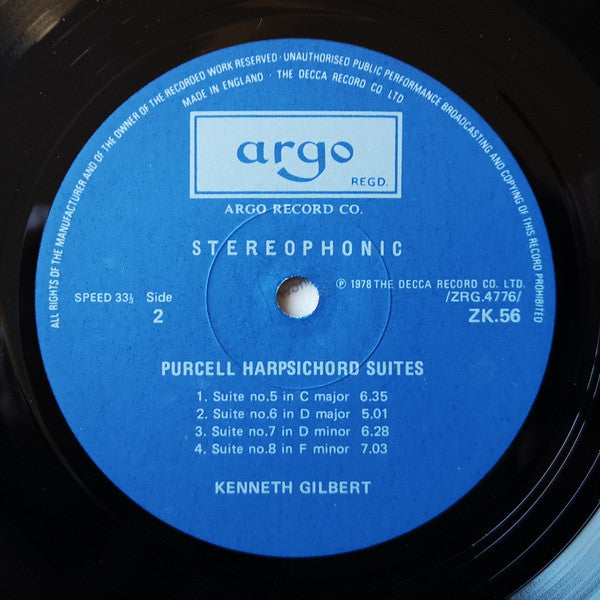 ALL RIGHTS OF THE MANUFACTURER AND OF THE OWNER OF THE RECORDED WORK RESERVED · UNAUTHORISED PUBLIC PERFORMANCE BROADCASTING AND COPYING OF THIS RECORD PROHIBITED
MADE IN ENGLAND · THE DECCA RECORD CO LTD
argo
REGD.
ARGO RECORD CO.
STEREOPHONIC
SPEED 33⅓ Side
2
℗ 1978 THE DECCA RECORD CO. LTD.
/ZRG.4776/
ZK.56
PURCELL HARPSICHORD SUITES
1. Suite no.5 in C major 6.35
2. Suite no.6 in D major 5.01
3. Suite no.7 in D minor 6.28
4. Suite no.8 in F minor 7.03
KENNETH GILBERT